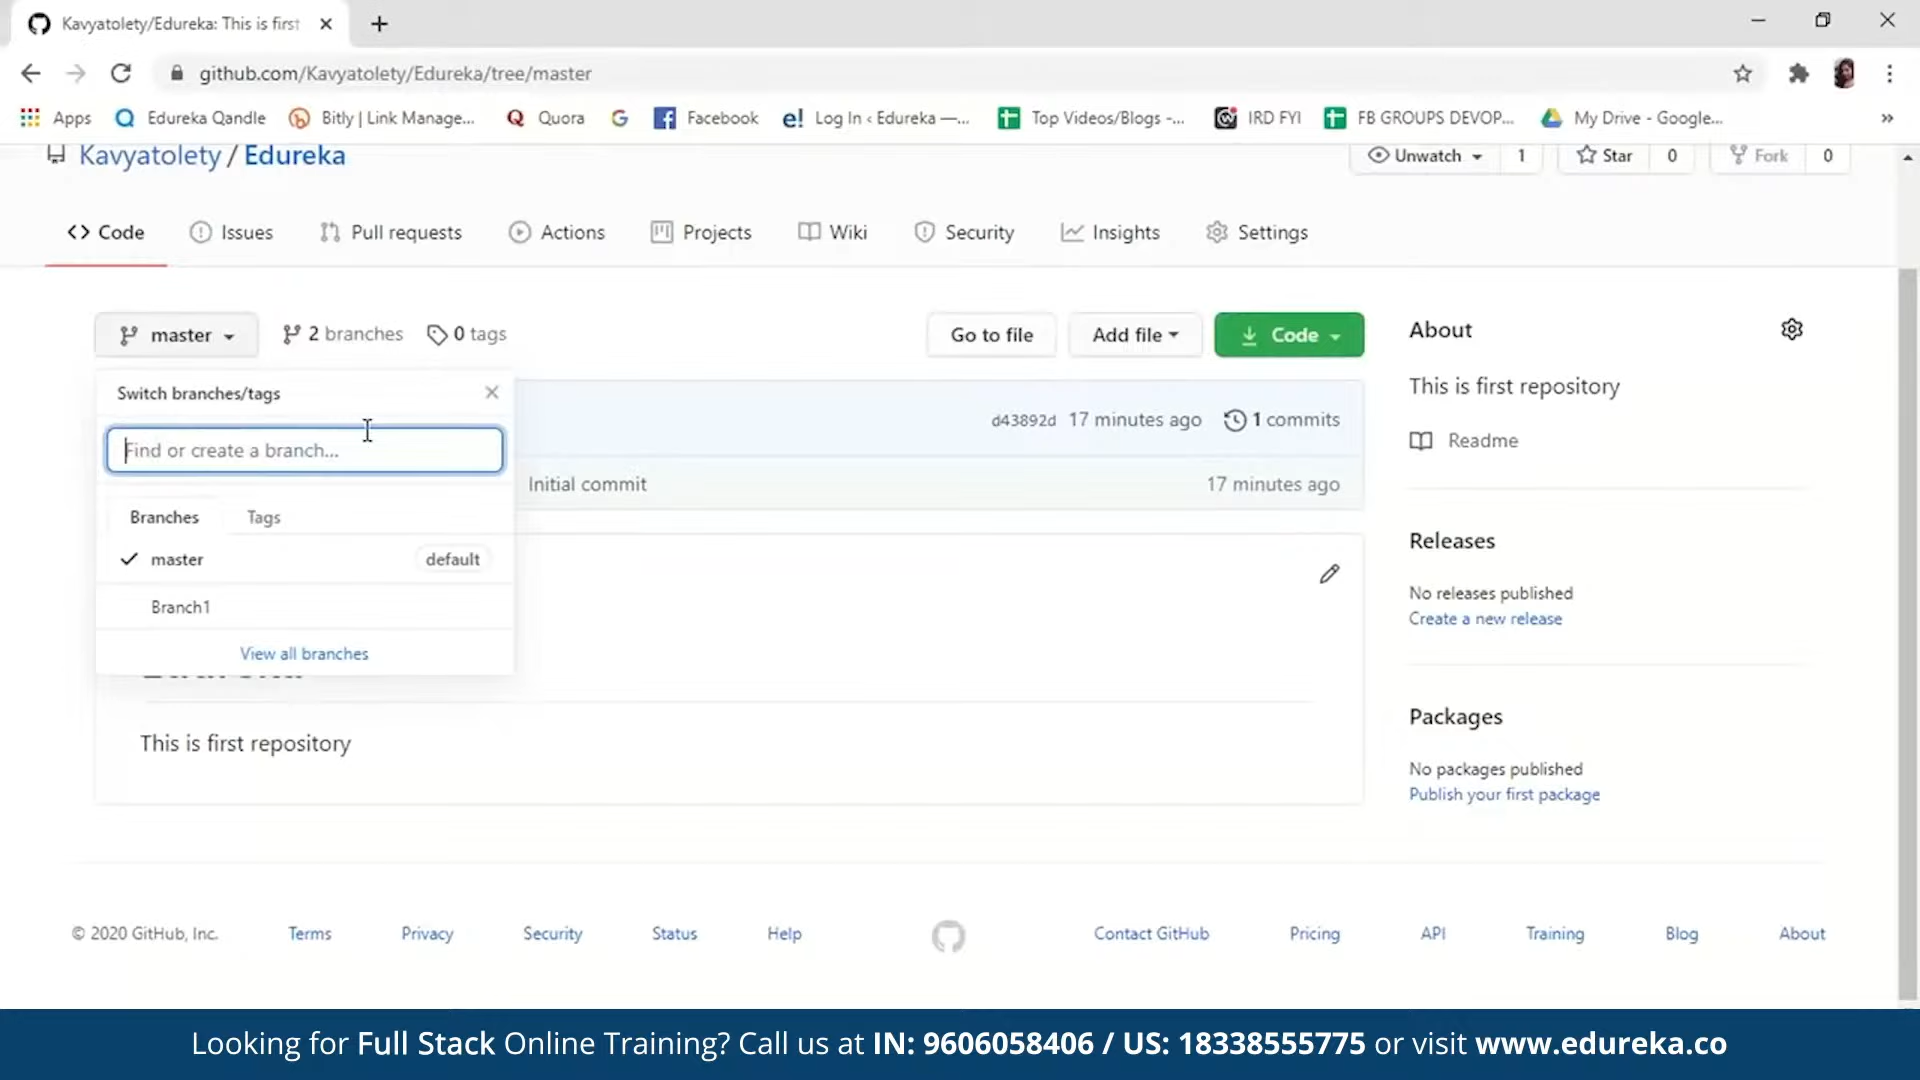 Kavyatolety/Edureka: This is first
github.com/Kavyatolety/Edureka/tree/master
Apps Edureka Qandle Bitly | Link Manage... Quora Facebook Log In ‹ Edureka —... Top Videos/Blogs -... IRD FYI FB GROUPS DEVOP... My Drive - Google... »
Kavyatolety / Edureka Unwatch 1 Star 0 Fork 0
Code Issues Pull requests Actions Projects Wiki Security Insights Settings
master 2 branches 0 tags Go to file Add file Code About
Switch branches/tags
This is first repository
d43892d 17 minutes ago 1 commits
Find or create a branch...
Readme
Initial commit 17 minutes ago
Branches Tags
Releases
master default
No releases published
Branch1
Create a new release
View all branches
Packages
This is first repository
No packages published
Publish your first package
© 2020 GitHub, Inc. Terms Privacy Security Status Help Contact GitHub Pricing API Training Blog About
Looking for Full Stack Online Training? Call us at IN: 9606058406 / US: 18338555775 or visit www.edureka.co